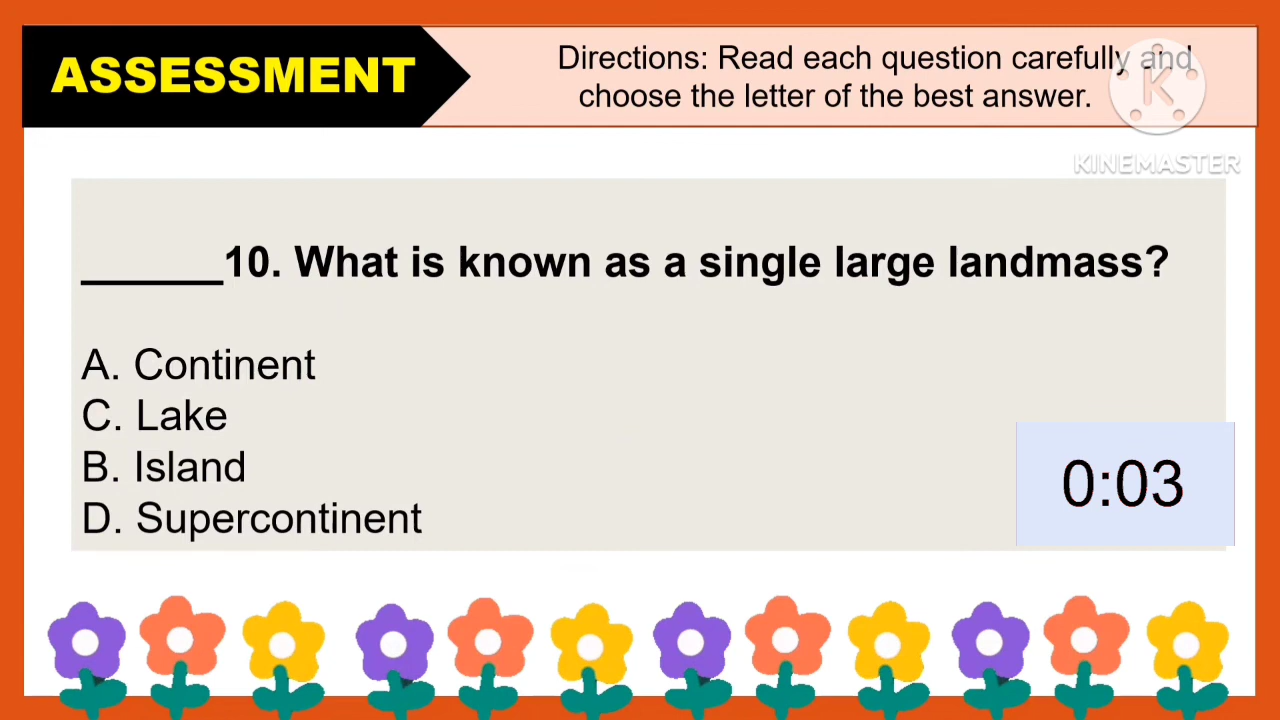 ASSESSMENT
Directions: Read each question carefully and
choose the letter of the best answer.
K
KINEMASTER
______10. What is known as a single large landmass?
A. Continent
C. Lake
B. Island
D. Supercontinent
0:03